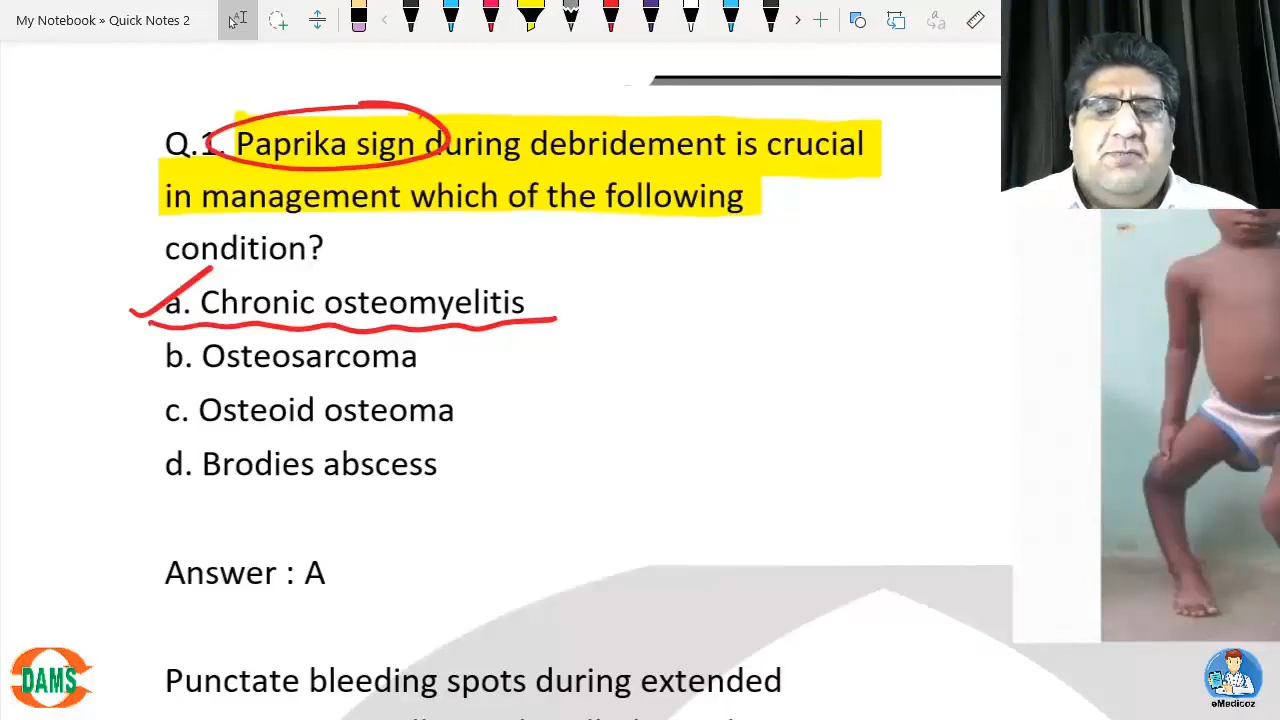 My Notebook » Quick Notes 2
Q.1. Paprika sign during debridement is crucial
in management which of the following
condition?
a. Chronic osteomyelitis
b. Osteosarcoma
c. Osteoid osteoma
d. Brodies abscess
Answer : A
Punctate bleeding spots during extended
DAMS
eMedicoz